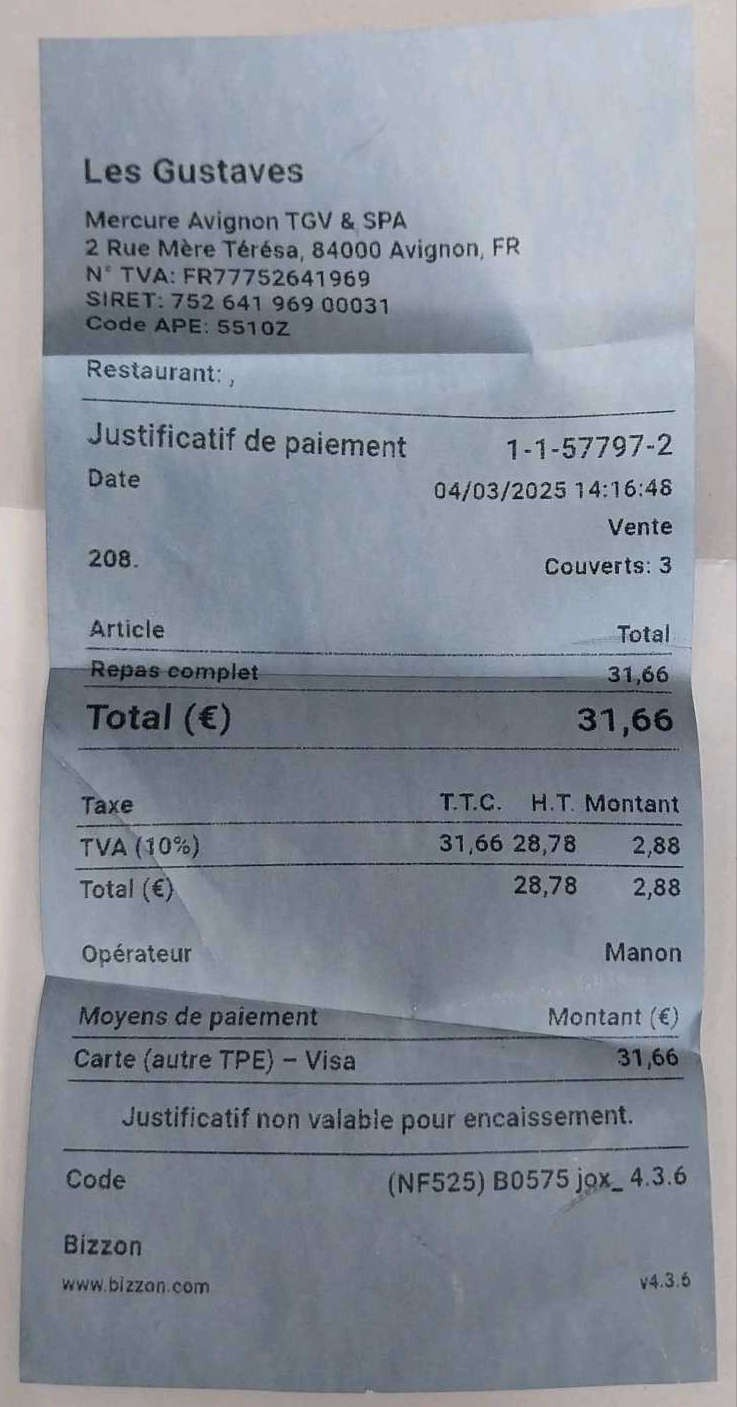 Les Gustaves
Mercure Avignon TGV & SPA
2 Rue Mère Térésa, 84000 Avignon, FR
N° TVA: FR77752641969
SIRET: 752 641 969 00031
Code APE: 5510Z
Restaurant: ,
Justificatif de paiement 1-1-57797-2
Date 04/03/2025 14:16:48
Vente
208. Couverts: 3
Article Total
Repas complet 31,66
Total (€) 31,66
Taxe T.T.C. H.T. Montant
TVA (10%) 31,66 28,78 2,88
Total (€) 28,78 2,88
Opérateur Manon
Moyens de paiement Montant (€)
Carte (autre TPE) – Visa 31,66
Justificatif non valable pour encaissement.
Code (NF525) B0575 jox_ 4.3.6
Bizzon
www.bizzon.com v4.3.6